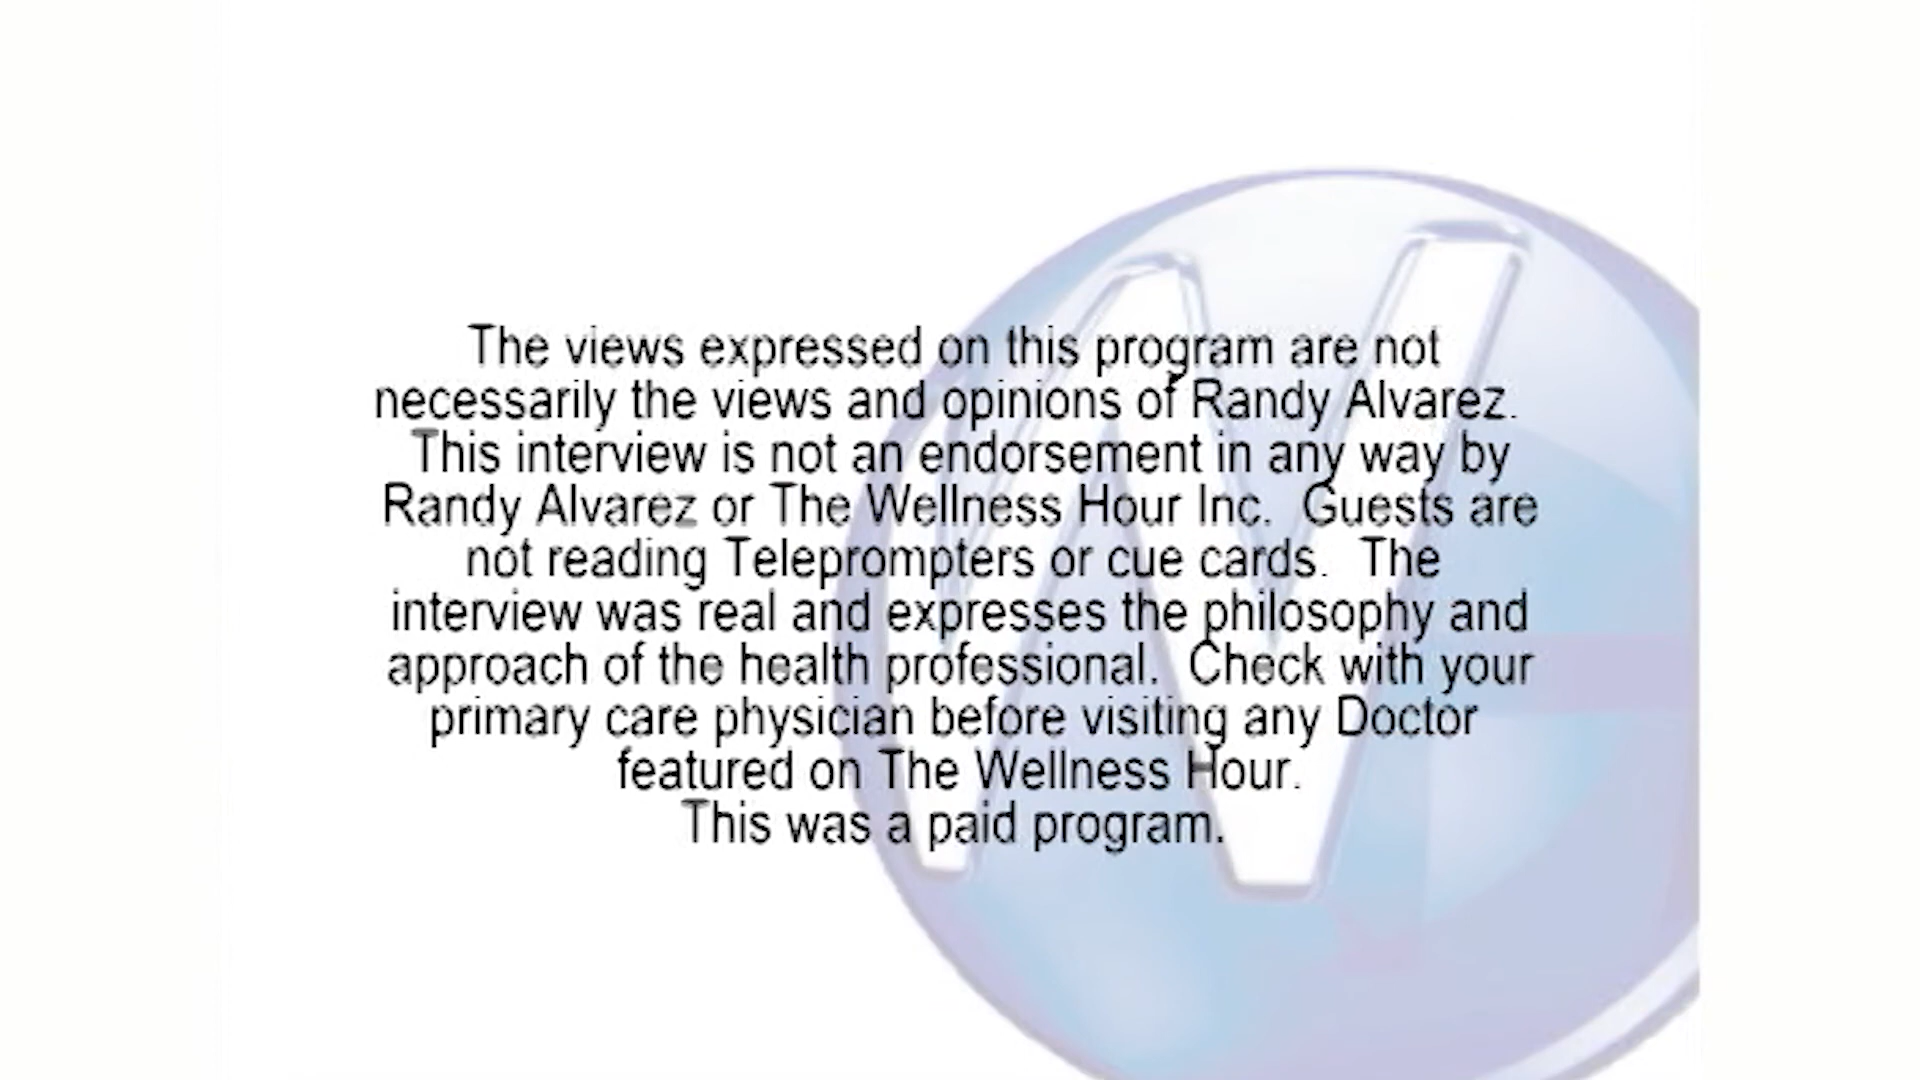 The views expressed on this program are not
necessarily the views and opinions of Randy Alvarez.
This interview is not an endorsement in any way by
Randy Alvarez or The Wellness Hour Inc.  Guests are
not reading Teleprompters or cue cards.  The
interview was real and expresses the philosophy and
approach of the health professional.  Check with your
primary care physician before visiting any Doctor
featured on The Wellness Hour.
This was a paid program.
W